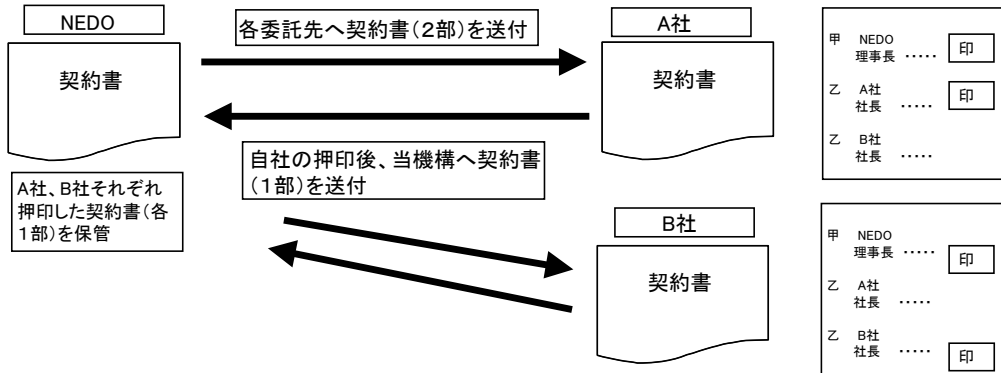 NEDO
契約書
A社、B社それぞれ
押印した契約書(各
1部)を保管
各委託先へ契約書(2部)を送付
自社の押印後、当機構へ契約書
(1部)を送付
A社
契約書
B社
契約書
甲 NEDO
理事長 ・・・・・ 印
乙 A社
社長 ・・・・・ 印
乙 B社
社長 ・・・・・
甲 NEDO
理事長 ・・・・・ 印
乙 A社
社長 ・・・・・
乙 B社
社長 ・・・・・ 印